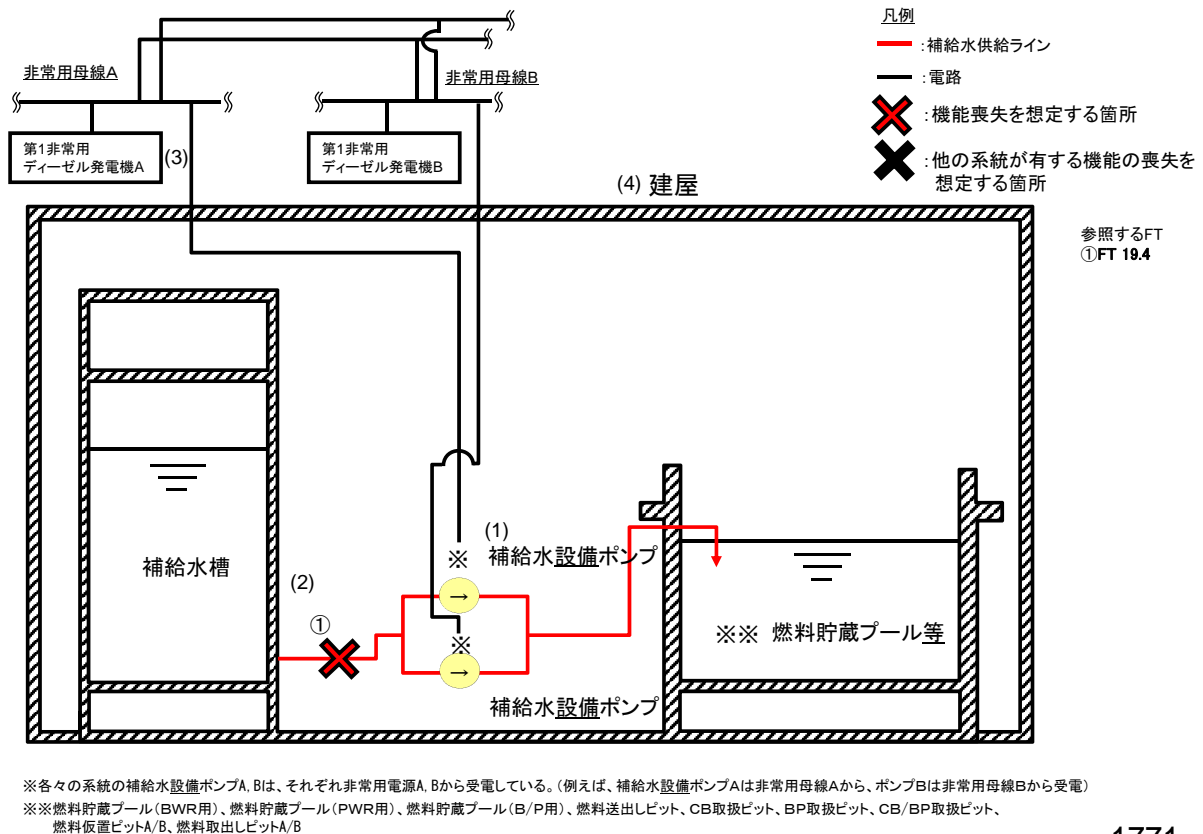 非常用母線A
非常用母線B
第1非常用
ディーゼル発電機A
(3)
第1非常用
ディーゼル発電機B
凡例
:補給水供給ライン
:電路
:機能喪失を想定する箇所
:他の系統が有する機能の喪失を
想定する箇所
(4) 建屋
参照するFT
①FT 19.4
補給水槽
(2)
①
(1)
※ 補給水設備ポンプ
→
※
→
補給水設備ポンプ
※※ 燃料貯蔵プール等
※各々の系統の補給水設備ポンプA, Bは、それぞれ非常用電源A, Bから受電している。(例えば、補給水設備ポンプAは非常用母線Aから、ポンプBは非常用母線Bから受電)
※※燃料貯蔵プール(BWR用)、燃料貯蔵プール(PWR用)、燃料貯蔵プール(B/P用)、燃料送出しピット、CB取扱ピット、BP取扱ピット、CB/BP取扱ピット、
燃料仮置ピットA/B、燃料取出しピットA/B
1771